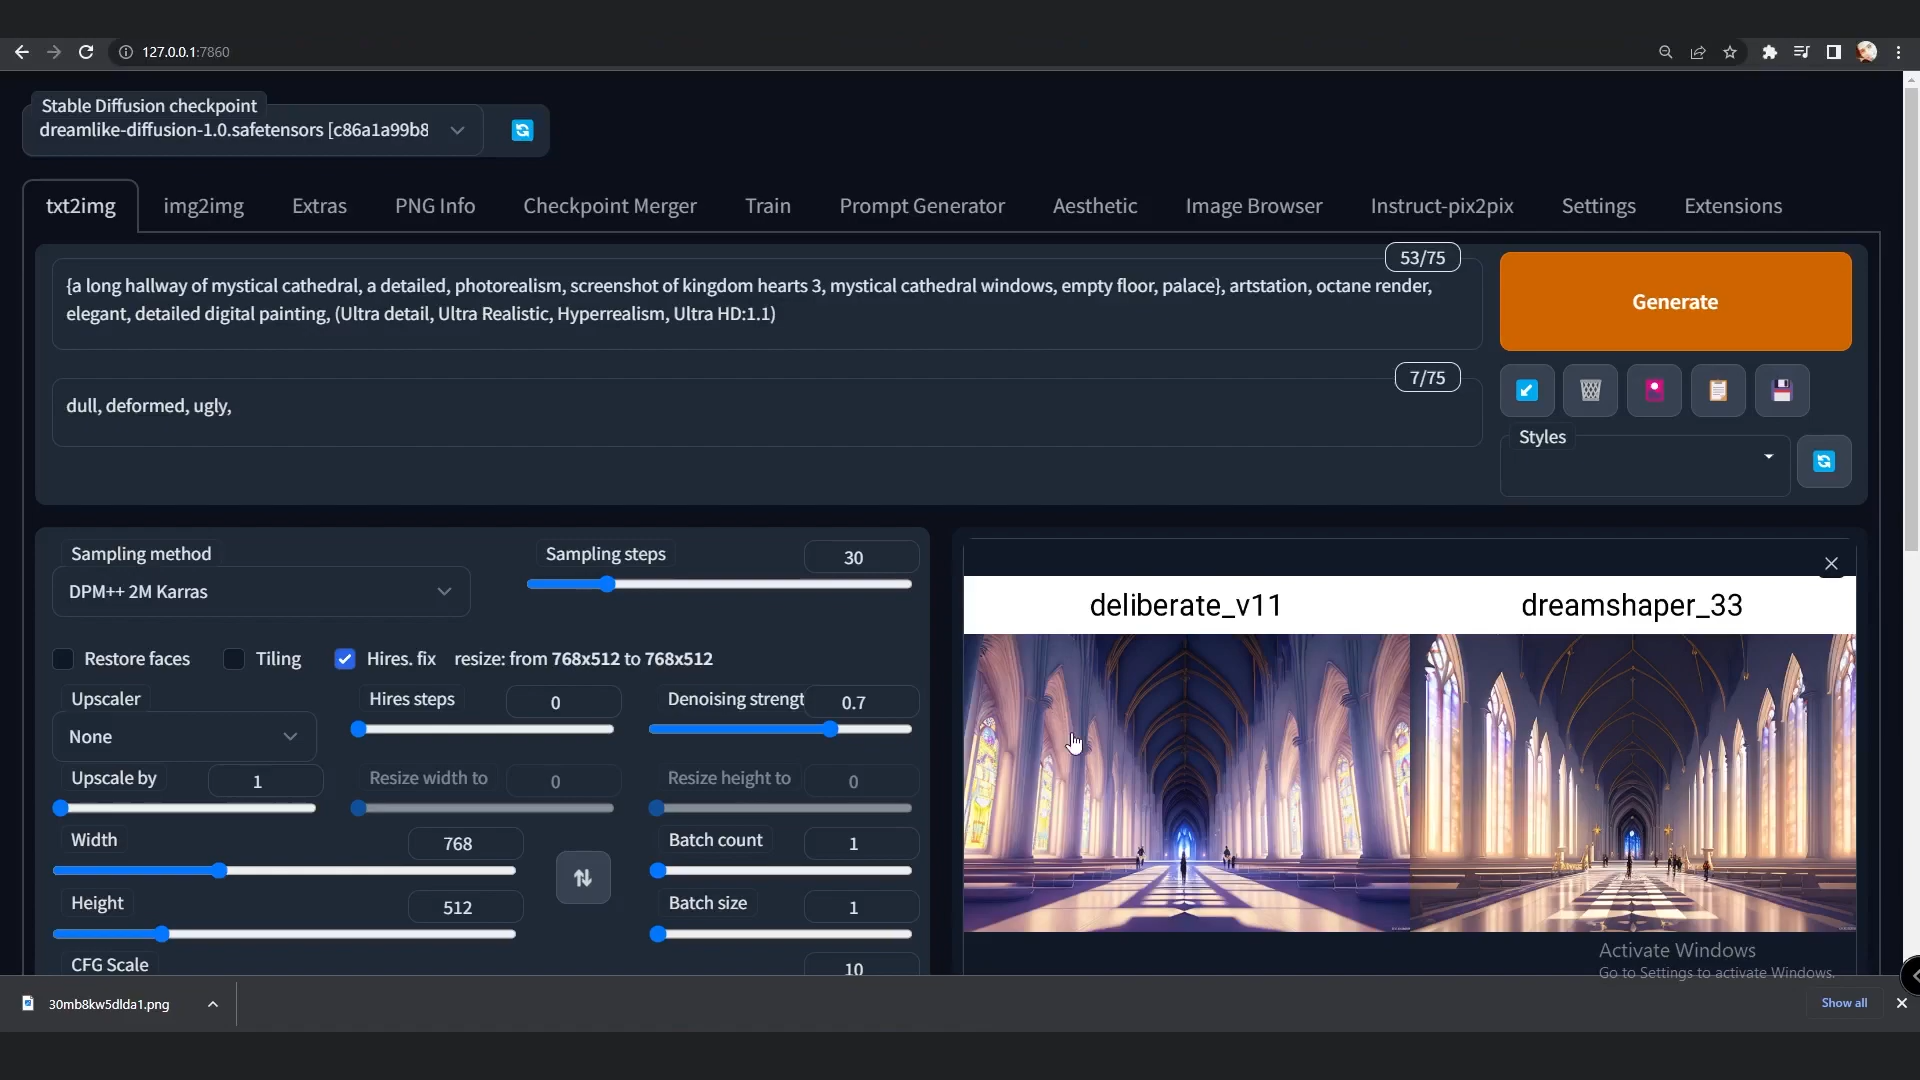 127.0.0.1:7860
Stable Diffusion checkpoint
dreamlike-diffusion-1.0.safetensors [c86a1a99b8
txt2img img2img Extras PNG Info Checkpoint Merger Train Prompt Generator Aesthetic Image Browser Instruct-pix2pix Settings Extensions
53/75
{a long hallway of mystical cathedral, a detailed, photorealism, screenshot of kingdom hearts 3, mystical cathedral windows, empty floor, palace}, artstation, octane render,
elegant, detailed digital painting, (Ultra detail, Ultra Realistic, Hyperrealism, Ultra HD:1.1)
Generate
7/75
dull, deformed, ugly,
Styles
Sampling method
DPM++ 2M Karras
Sampling steps 30
Restore faces Tiling Hires. fix resize: from 768x512 to 768x512
Upscaler
None
Hires steps 0
Denoising strengt 0.7
Upscale by 1
Resize width to 0
Resize height to 0
Width 768
Batch count 1
Height 512
Batch size 1
CFG Scale 10
deliberate_v11 dreamshaper_33
Activate Windows
Go to Settings to activate Windows.
30mb8kw5dlda1.png
Show all